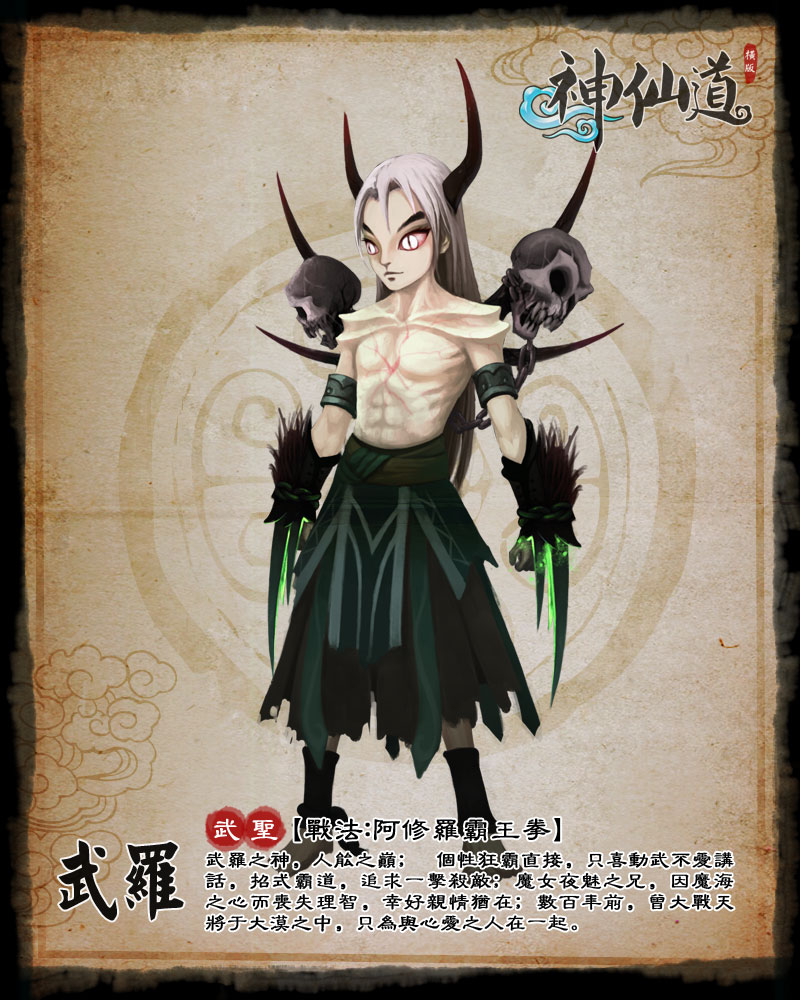 橫版
神仙道
武聖【戰法:阿修羅霸王拳】
武羅
武羅之神，人脈之巔； 個性狂霸直接，只喜動武不愛講
話，招式霸道，追求一擊殺敵；魔女夜魅之兄，因魔海
之心而喪失理智，幸好親情猶在；數百年前，曾大戰天
將于大漠之中，只為與心愛之人在一起。